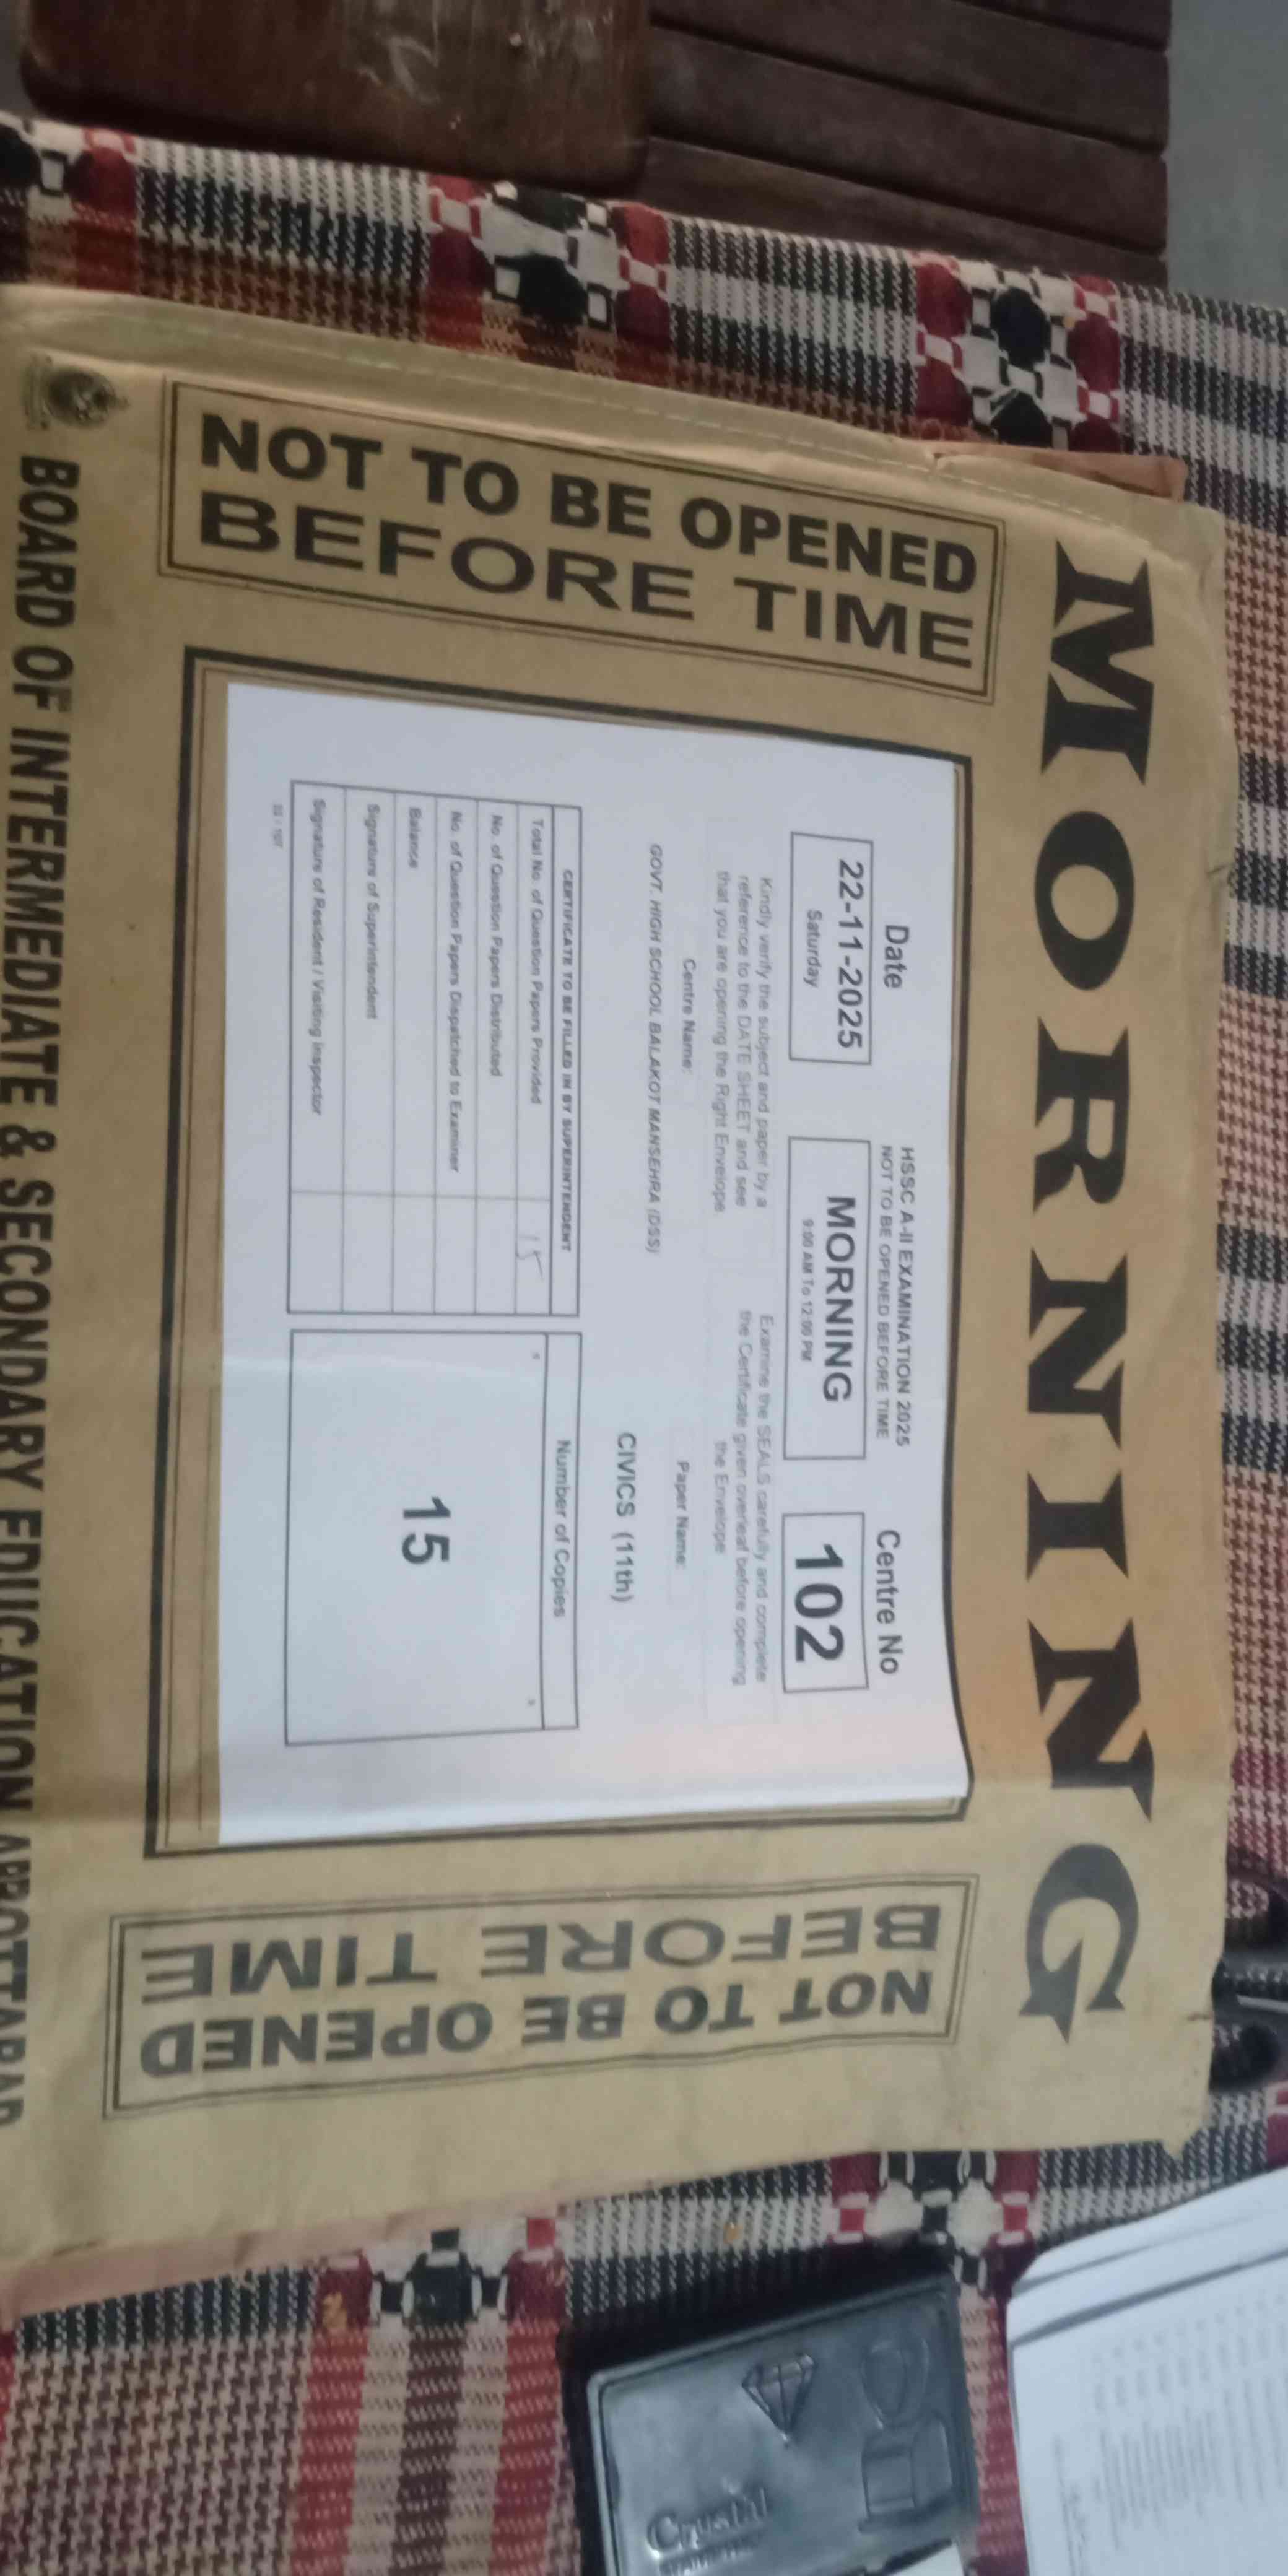 MORNING
NOT TO BE OPENED
BEFORE TIME
Date
22-11-2025
Saturday
HSSC A-II EXAMINATION 2025
NOT TO BE OPENED BEFORE TIME
MORNING
9:00 AM To 12:00 PM
Centre No
102
Kindly verify the subject and paper by a
reference to the DATE SHEET and see
that you are opening the Right Envelope
Examine the SEALS carefully and complete
the Certificate given overleaf before opening
the Envelope
Centre Name:
GOVT. HIGH SCHOOL BALAKOT MANSEHRA (DSS)
Paper Name:
CIVICS (11th)
CERTIFICATE TO BE FILLED IN BY SUPERINTENDENT
Total No. of Question Papers Provided 15
No. of Question Papers Distributed
No. of Question Papers Dispatched to Examiner
Balance
Signature of Superintendent
Signature of Resident / Visiting Inspector
Number of Copies
15
NOT TO BE OPENED
BEFORE TIME
BOARD OF INTERMEDIATE & SECONDARY EDUCATION ABBOTTABAD
Crystal